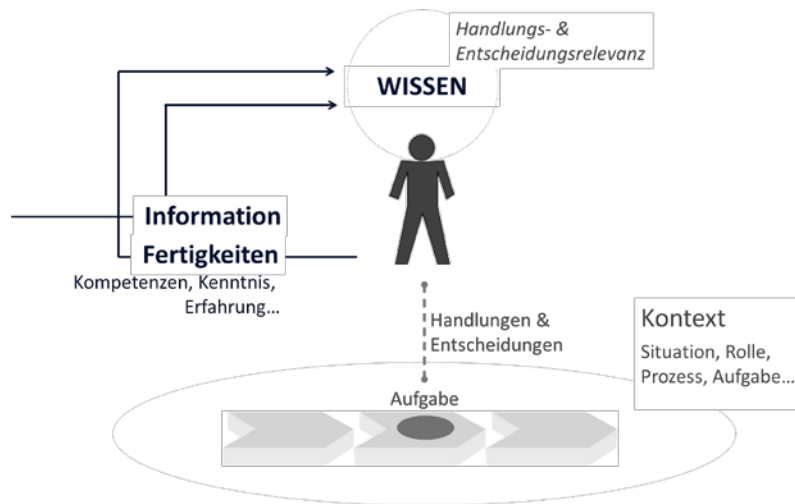 Handlungs- &
Entscheidungsrelevanz
WISSEN
Information
Fertigkeiten
Kompetenzen, Kenntnis,
Erfahrung...
Handlungen &
Entscheidungen
Kontext
Situation, Rolle,
Prozess, Aufgabe...
Aufgabe